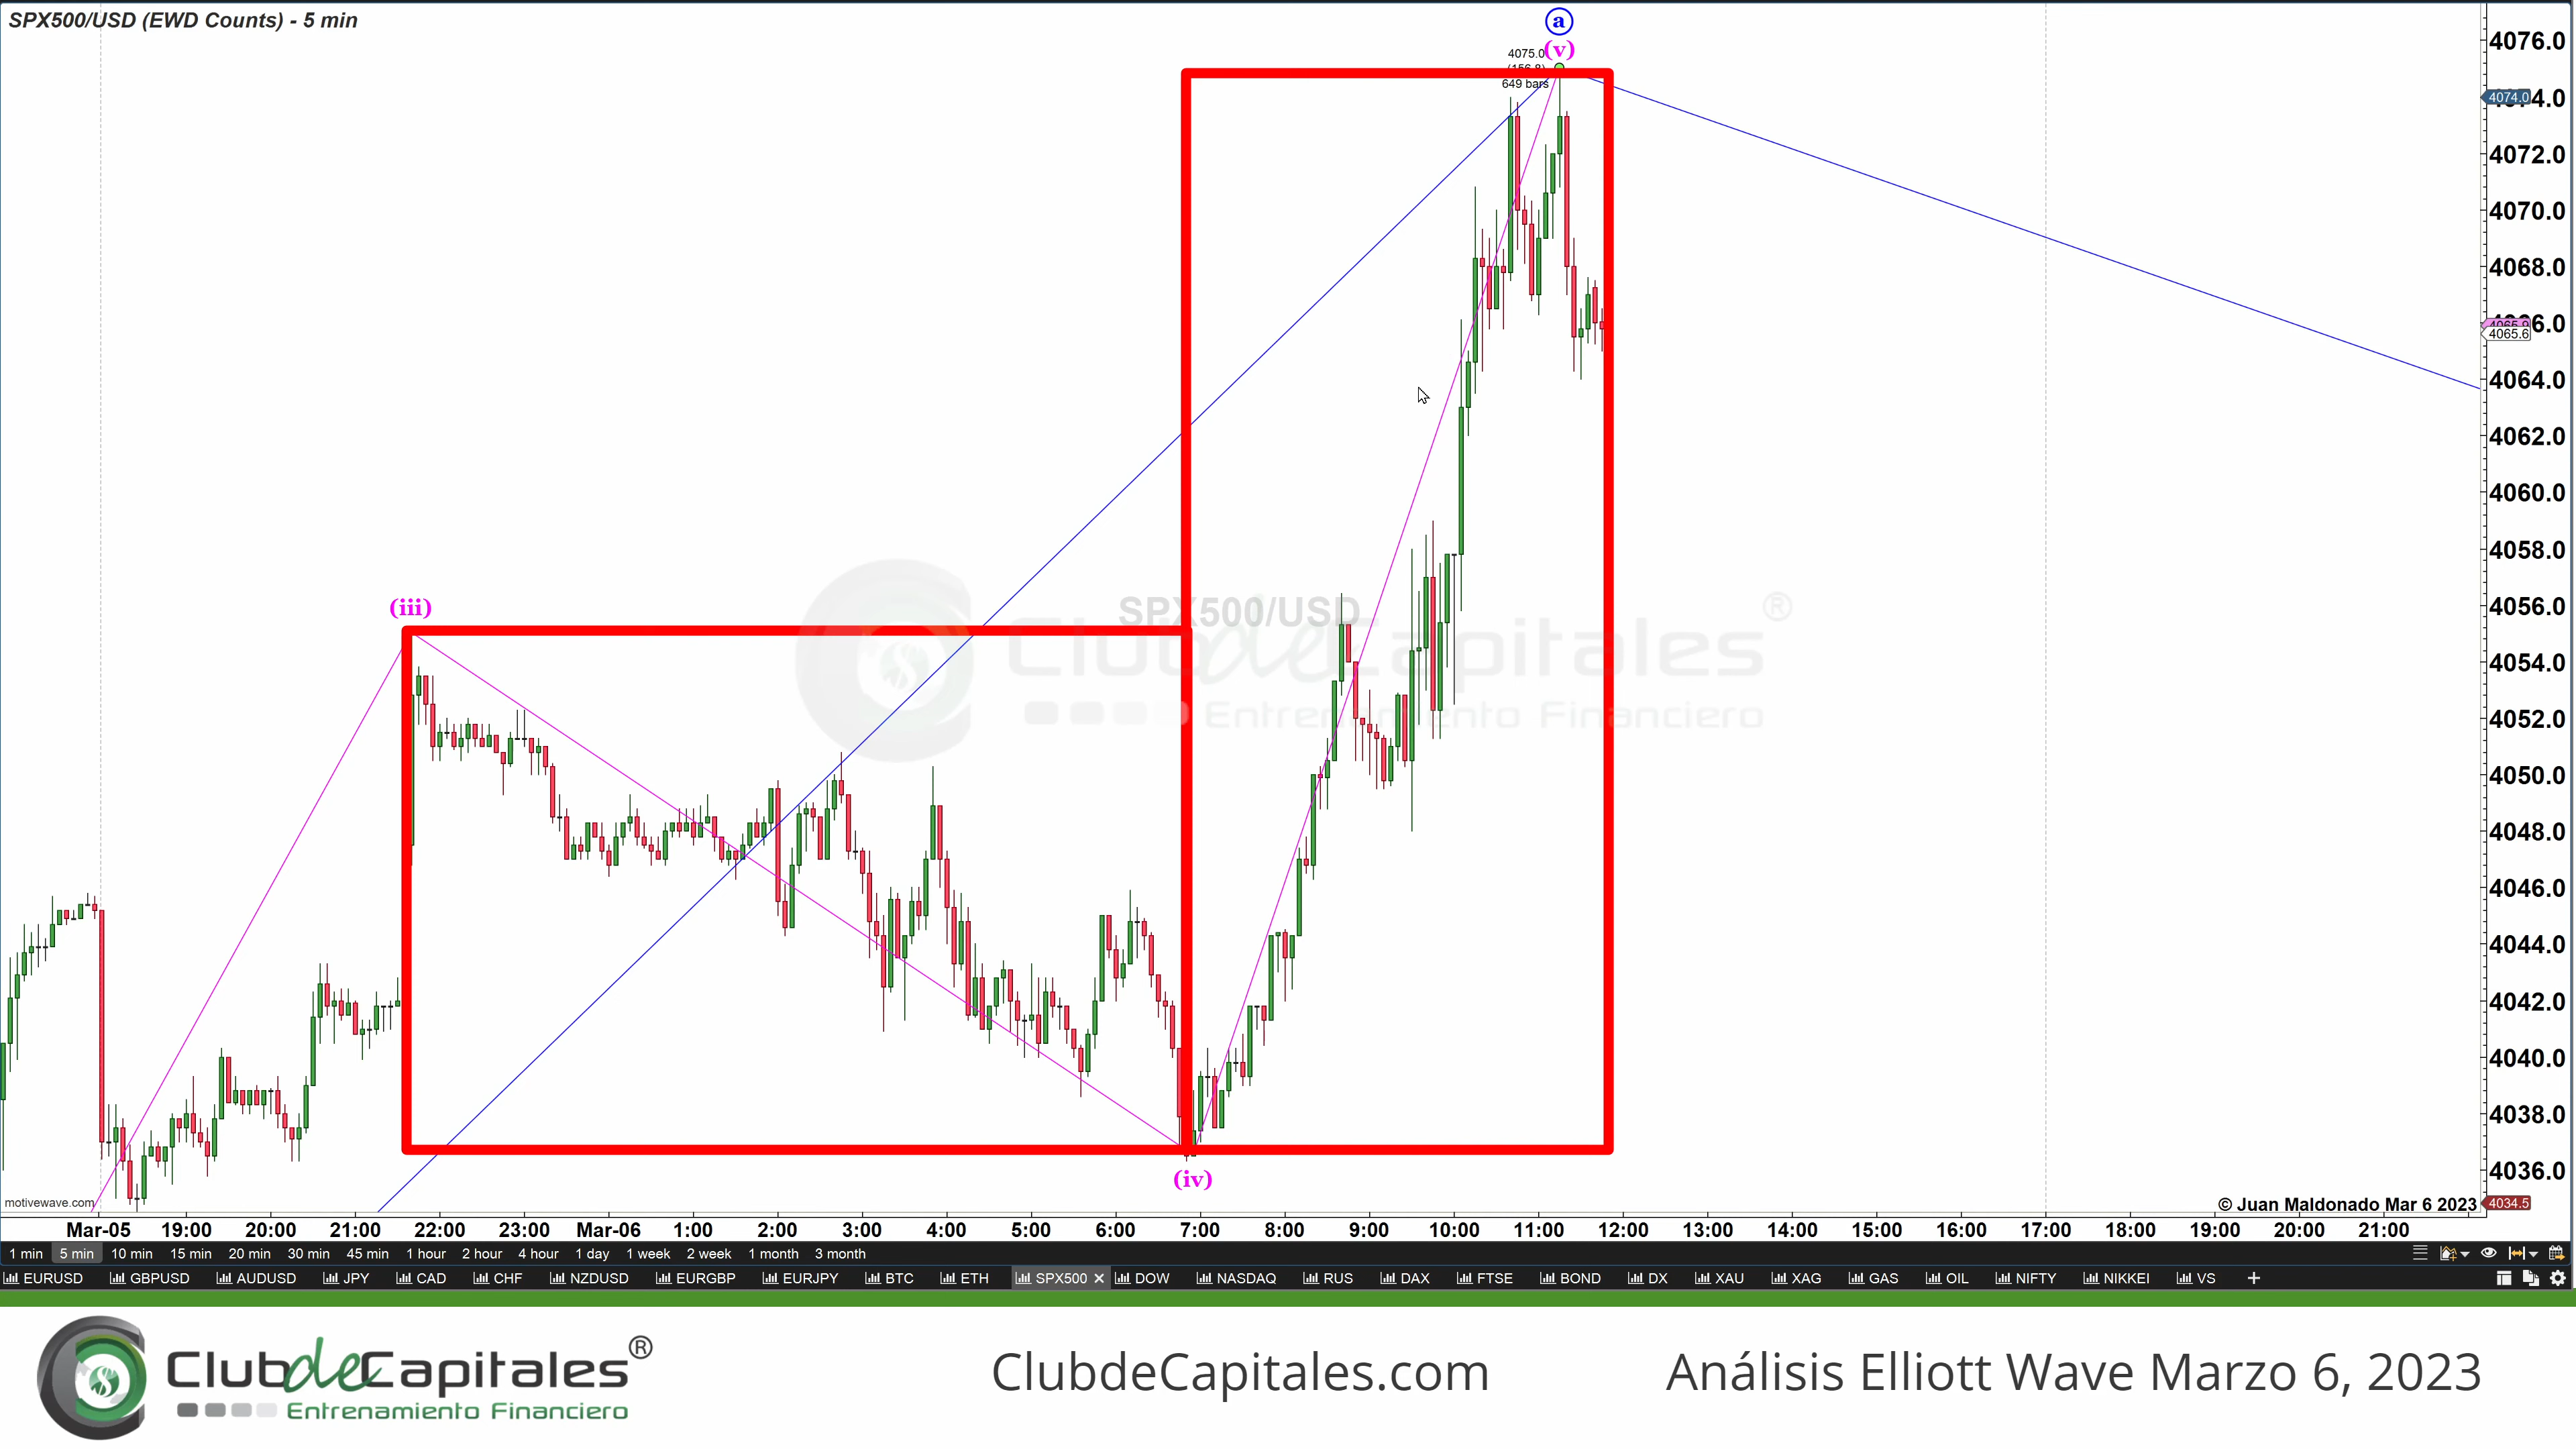 SPX500/USD (EWD Counts) - 5 min
ⓐ
(v)
4075.0
(156.8)
649 bars
(iii)
(iv)
SPX500/USD
ClubdeCapitales®
Entrenamiento Financiero
4076.0
4074.0
4072.0
4070.0
4068.0
4065.6
4064.0
4062.0
4060.0
4058.0
4056.0
4054.0
4052.0
4050.0
4048.0
4046.0
4044.0
4042.0
4040.0
4038.0
4036.0
4034.5
motivewave.com
© Juan Maldonado Mar 6 2023
Mar-05 19:00 20:00 21:00 22:00 23:00 Mar-06 1:00 2:00 3:00 4:00 5:00 6:00 7:00 8:00 9:00 10:00 11:00 12:00 13:00 14:00 15:00 16:00 17:00 18:00 19:00 20:00 21:00
1 min 5 min 10 min 15 min 20 min 30 min 45 min 1 hour 2 hour 4 hour 1 day 1 week 2 week 1 month 3 month
EURUSD GBPUSD AUDUSD JPY CAD CHF NZDUSD EURGBP EURJPY BTC ETH SPX500 × DOW NASDAQ RUS DAX FTSE BOND DX XAU XAG GAS OIL NIFTY NIKKEI VS +
ClubdeCapitales®
Entrenamiento Financiero
ClubdeCapitales.com
Análisis Elliott Wave Marzo 6, 2023